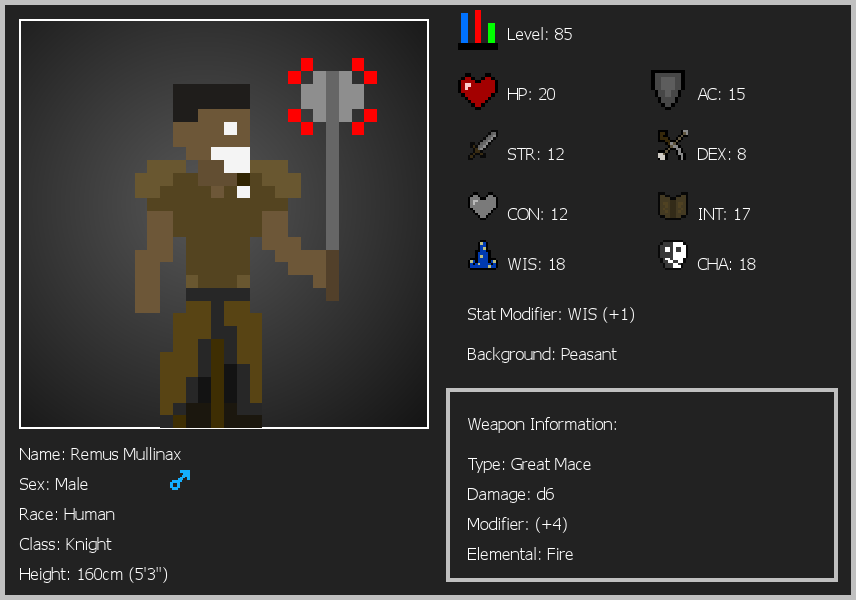 Level: 85
HP: 20
AC: 15
STR: 12
DEX: 8
CON: 12
INT: 17
WIS: 18
CHA: 18
Stat Modifier: WIS (+1)
Background: Peasant
Weapon Information:
Type: Great Mace
Damage: d6
Modifier: (+4)
Elemental: Fire
Name: Remus Mullinax
Sex: Male
Race: Human
Class: Knight
Height: 160cm (5'3")